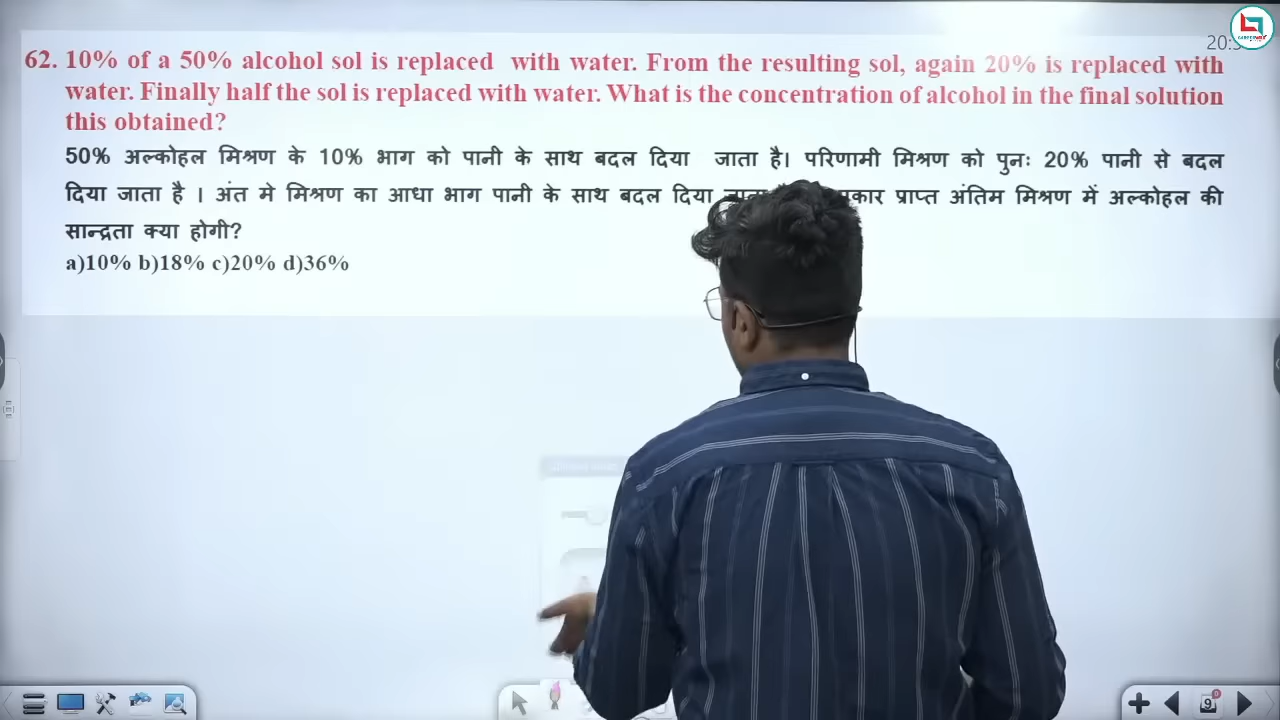 62. 10% of a 50% alcohol sol is replaced with water. From the resulting sol, again 20% is replaced with
water. Finally half the sol is replaced with water. What is the concentration of alcohol in the final solution
this obtained?
50% अल्कोहल मिश्रण के 10% भाग को पानी के साथ बदल दिया जाता है। परिणामी मिश्रण को पुनः 20% पानी से बदल
दिया जाता है । अंत मे मिश्रण का आधा भाग पानी के साथ बदल दिया प्राप्त अंतिम मिश्रण में अल्कोहल की
सान्द्रता क्या होगी?
a)10% b)18% c)20% d)36%
9